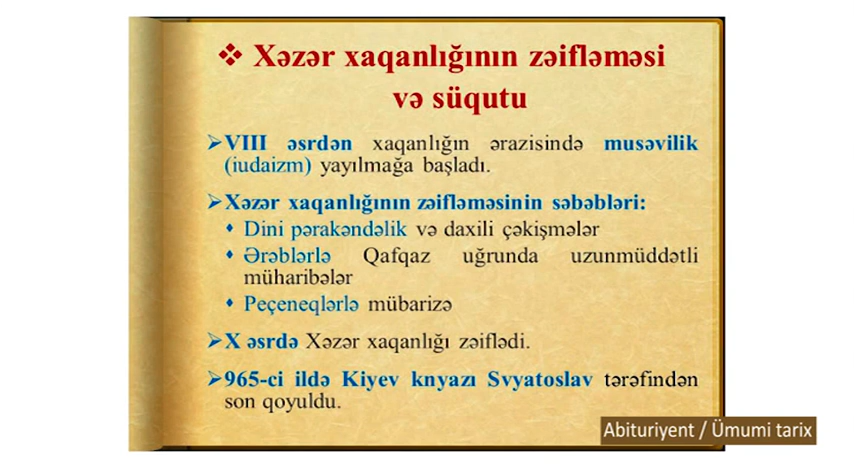 ❖ Xəzər xaqanlığının zəifləməsi
və süqutu
➢VIII əsrdən xaqanlığın ərazisində musəvilik
(iudaizm) yayılmağa başladı.
➢Xəzər xaqanlığının zəifləməsinin səbəbləri:
♦ Dini pərakəndəlik və daxili çəkişmələr
♦ Ərəblərlə Qafqaz uğrunda uzunmüddətli
müharibələr
♦ Peçeneqlərlə mübarizə
➢X əsrdə Xəzər xaqanlığı zəiflədi.
➢965-ci ildə Kiyev knyazı Svyatoslav tərəfindən
son qoyuldu.
Abituriyent / Ümumi tarix